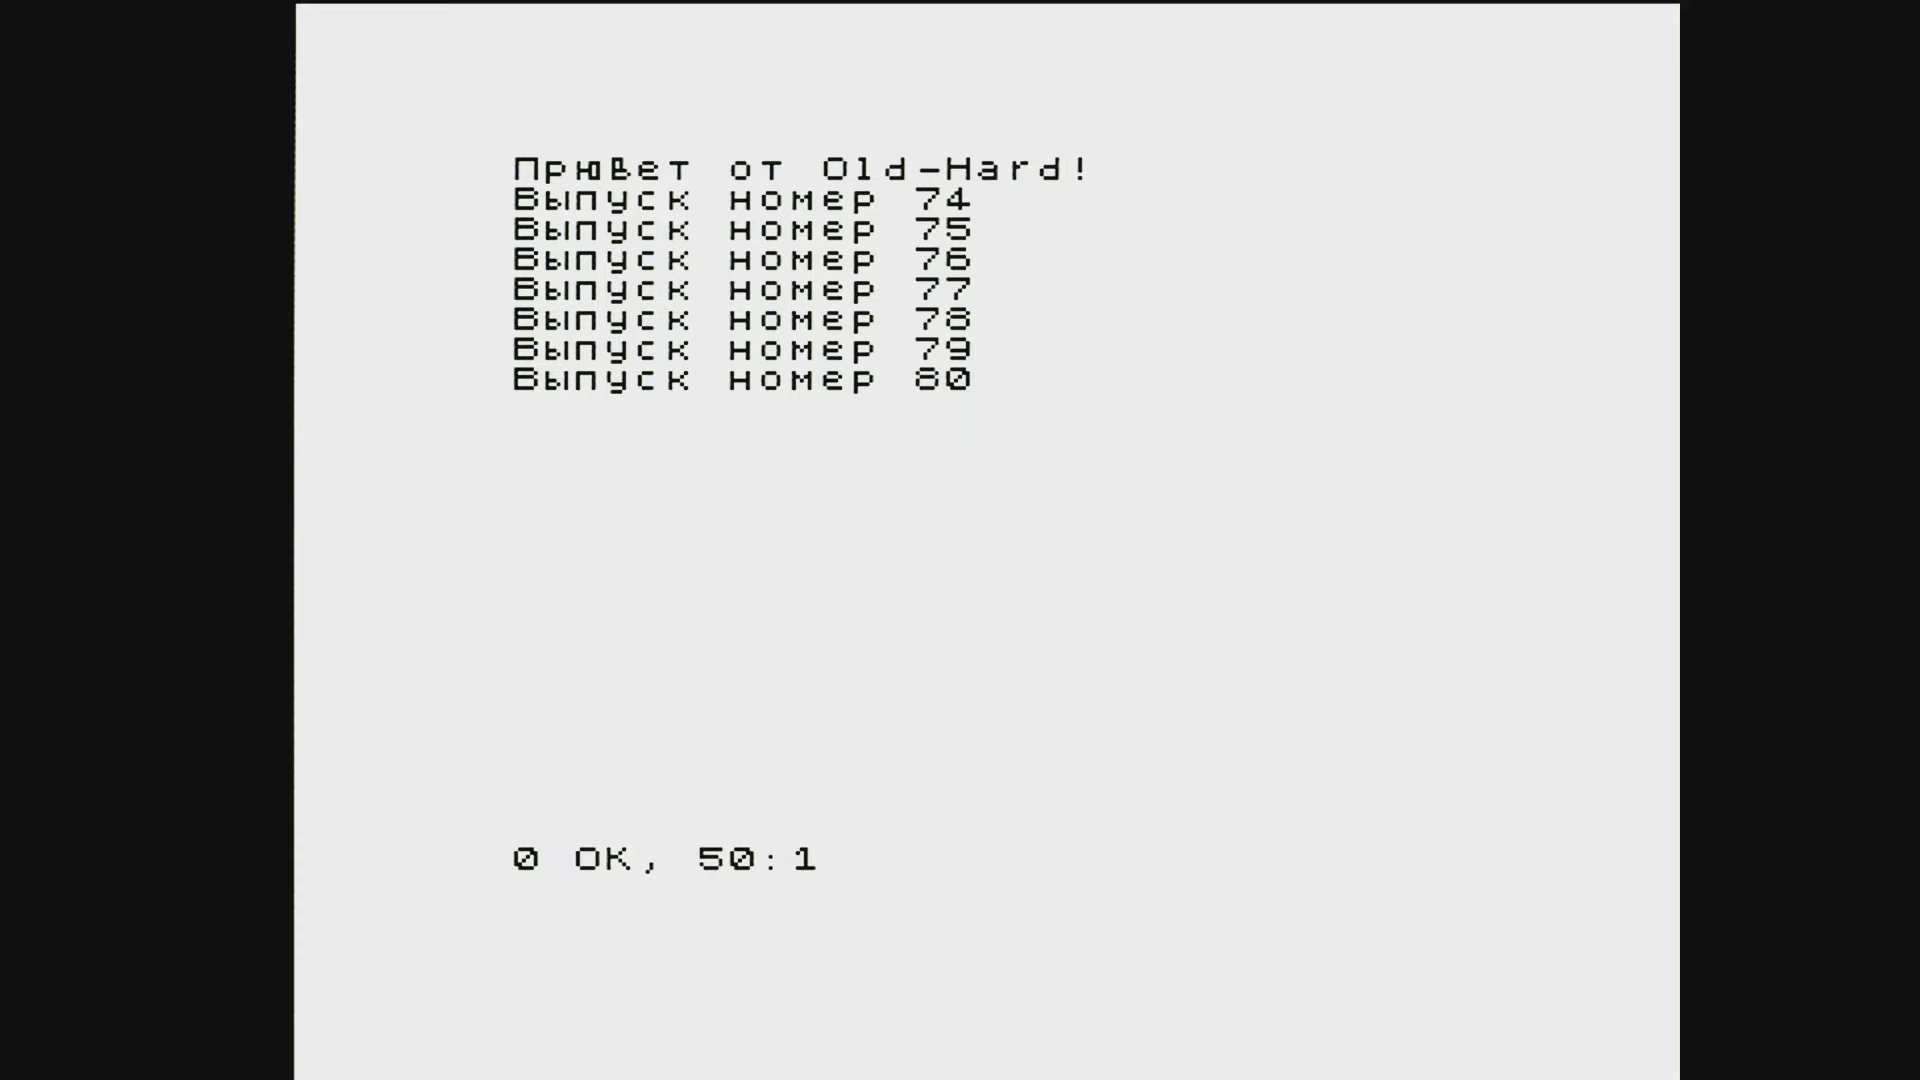 Прювет от Old-Hard!
Выпуск номер 74
Выпуск номер 75
Выпуск номер 76
Выпуск номер 77
Выпуск номер 78
Выпуск номер 79
Выпуск номер 80
0 OK, 50:1